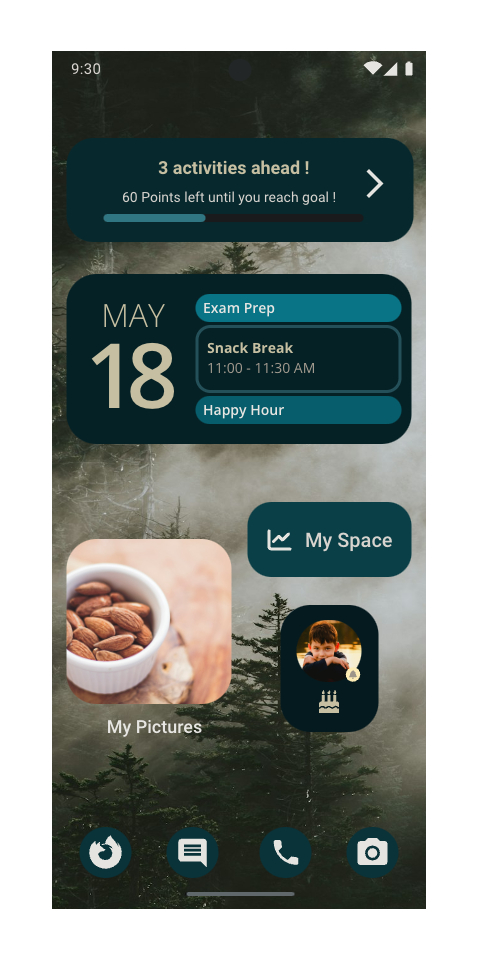 9:30
3 activities ahead !
60 Points left until you reach goal !
MAY
18
Exam Prep
Snack Break
11:00 - 11:30 AM
Happy Hour
My Space
My Pictures